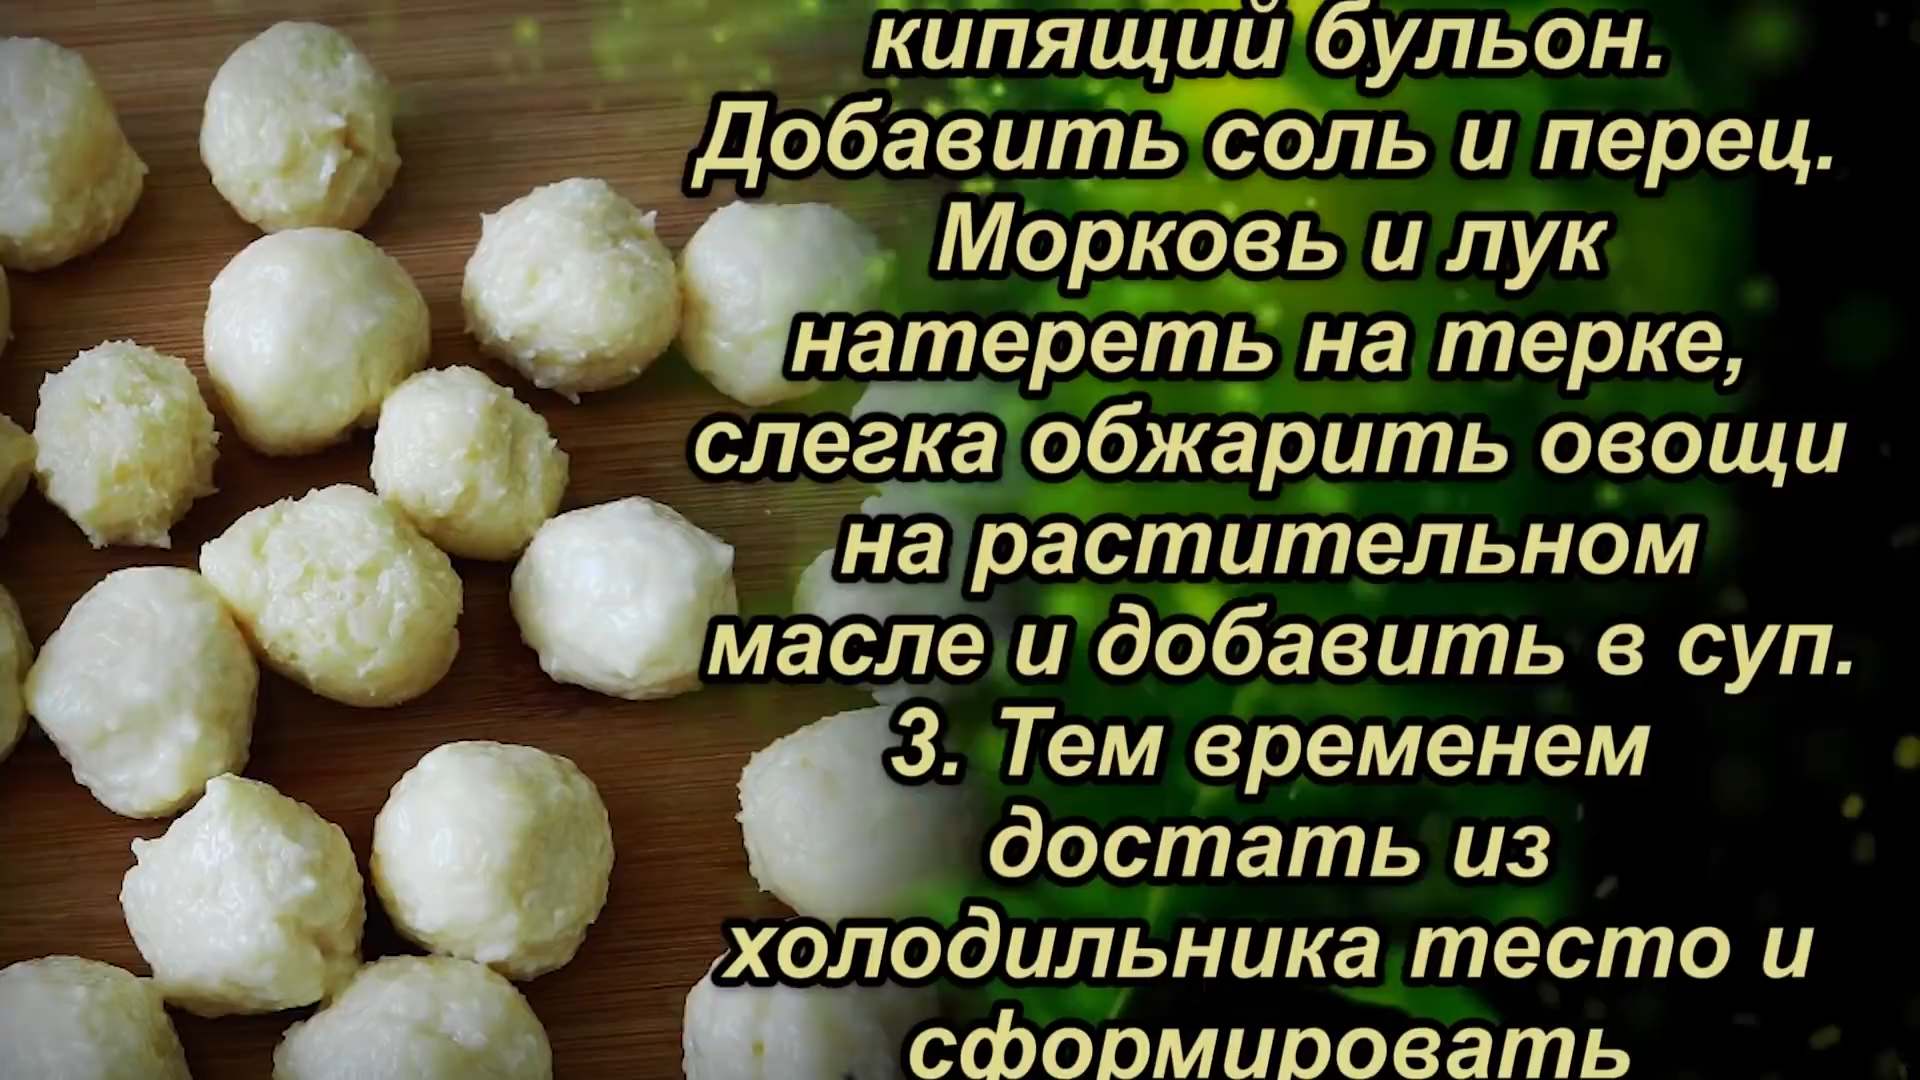 кипящий бульон.
Добавить соль и перец.
Морковь и лук
натереть на терке,
слегка обжарить овощи
на растительном
масле и добавить в суп.
3. Тем временем
достать из
холодильника тесто и
сформировать